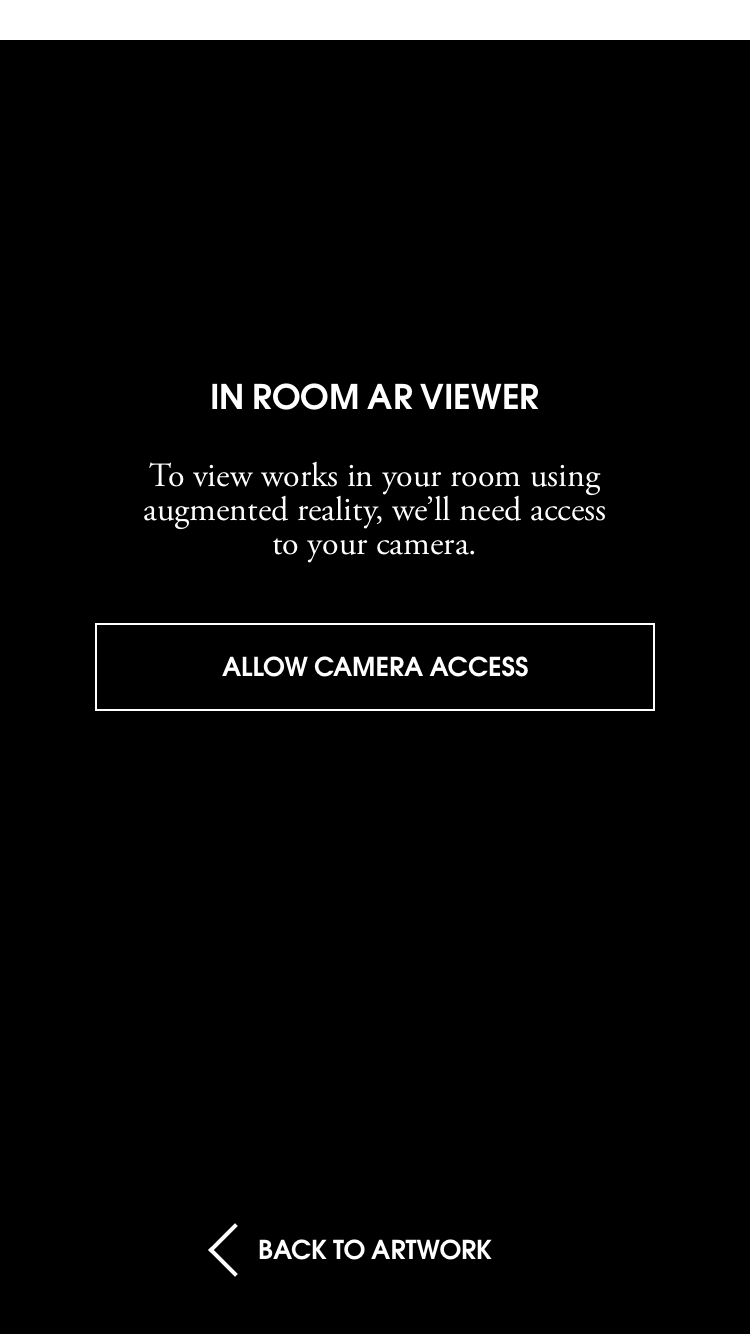 IN ROOM AR VIEWER
To view works in your room using
augmented reality, we’ll need access
to your camera.
ALLOW CAMERA ACCESS
BACK TO ARTWORK